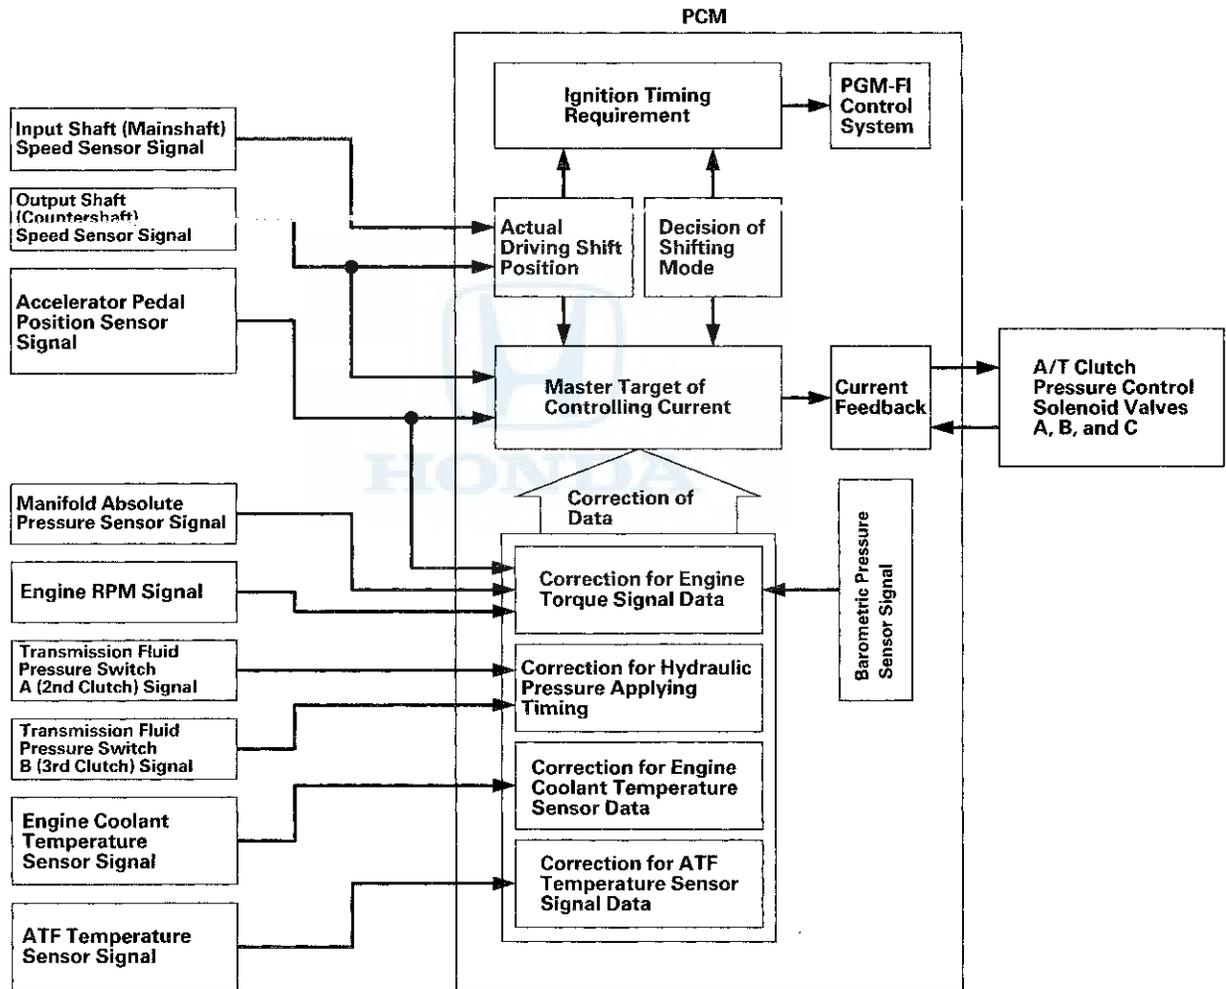 PCM
Ignition Timing
Requirement
PGM-FI
Control
System
Input Shaft (Mainshaft)
Speed Sensor Signal
Output Shaft
(Countershaft)
Speed Sensor Signal
Actual
Driving Shift
Position
Decision of
Shifting
Mode
Accelerator Pedal
Position Sensor
Signal
Master Target of
Controlling Current
Current
Feedback
A/T Clutch
Pressure Control
Solenoid Valves
A, B, and C
HONDA
Correction of
Data
Manifold Absolute
Pressure Sensor Signal
Engine RPM Signal
Correction for Engine
Torque Signal Data
Barometric Pressure
Sensor Signal
Transmission Fluid
Pressure Switch
A (2nd Clutch) Signal
Correction for Hydraulic
Pressure Applying
Timing
Transmission Fluid
Pressure Switch
B (3rd Clutch) Signal
Correction for Engine
Coolant Temperature
Sensor Data
Engine Coolant
Temperature
Sensor Signal
Correction for ATF
Temperature Sensor
Signal Data
ATF Temperature
Sensor Signal